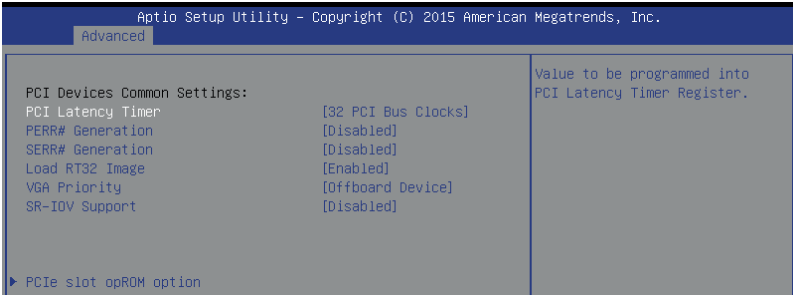 Aptio Setup Utility – Copyright (C) 2015 American Megatrends, Inc.
Advanced
PCI Devices Common Settings:
PCI Latency Timer [32 PCI Bus Clocks]
PERR# Generation [Disabled]
SERR# Generation [Disabled]
Load RT32 Image [Enabled]
VGA Priority [Offboard Device]
SR-IOV Support [Disabled]
PCIe slot opROM option
Value to be programmed into
PCI Latency Timer Register.